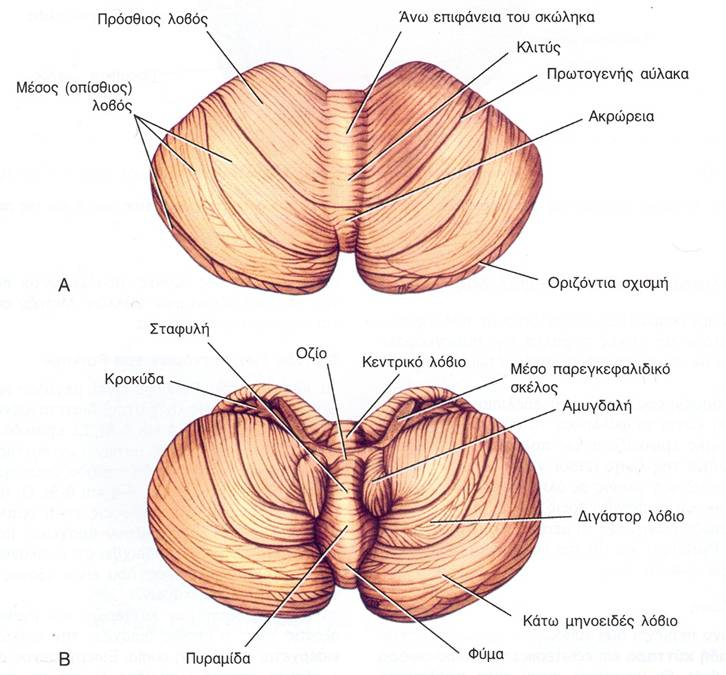 Πρόσθιος λοβός
Άνω επιφάνεια του σκώληκα
Κλιτύς
Πρωτογενής αύλακα
Μέσος (οπίσθιος)
λοβός
Ακρώρεια
Οριζόντια σχισμή
A
Σταφυλή
Οζίο
Κεντρικό λόβιο
Κροκύδα
Μέσο παρεγκεφαλιδικό
σκέλος
Αμυγδαλή
Διγάστορ λόβιο
Κάτω μηνοειδές λόβιο
Πυραμίδα
Φύμα
B